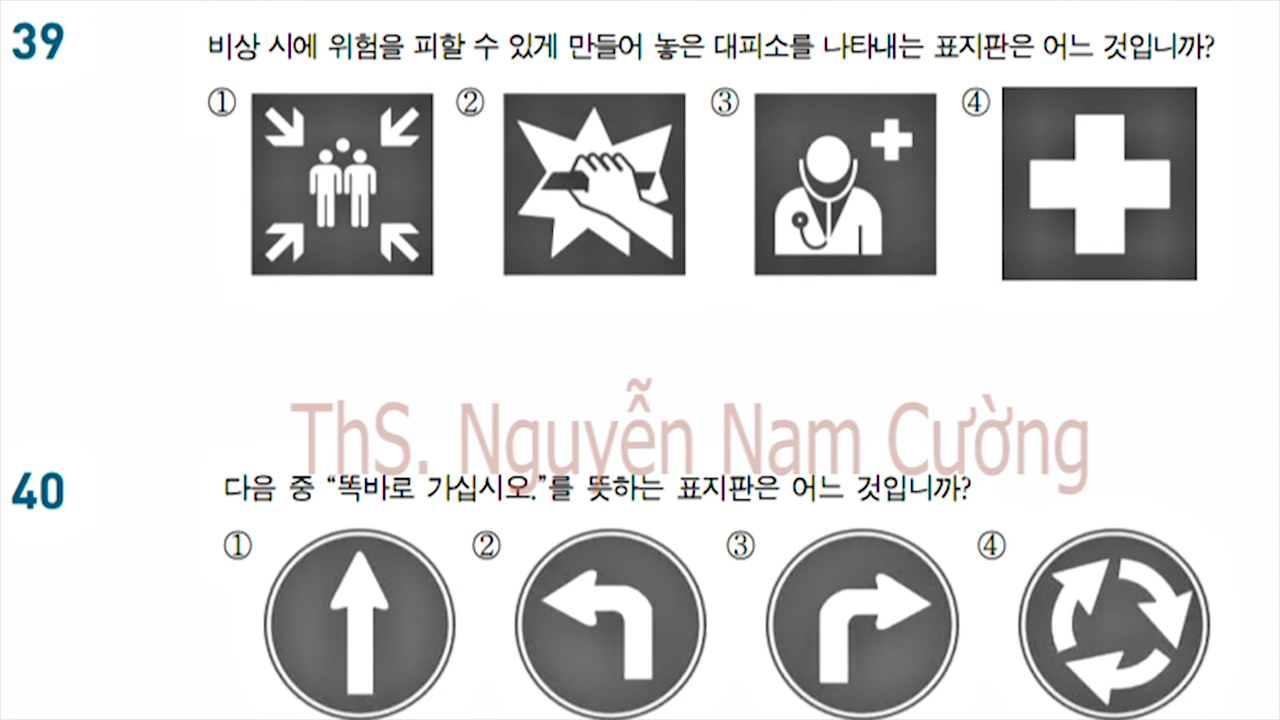 39
비상 시에 위험을 피할 수 있게 만들어 놓은 대피소를 나타내는 표지판은 어느 것입니까?
① ② ③ ④
ThS. Nguyễn Nam Cường
40
다음 중 “똑바로 가십시오.”를 뜻하는 표지판은 어느 것입니까?
① ② ③ ④